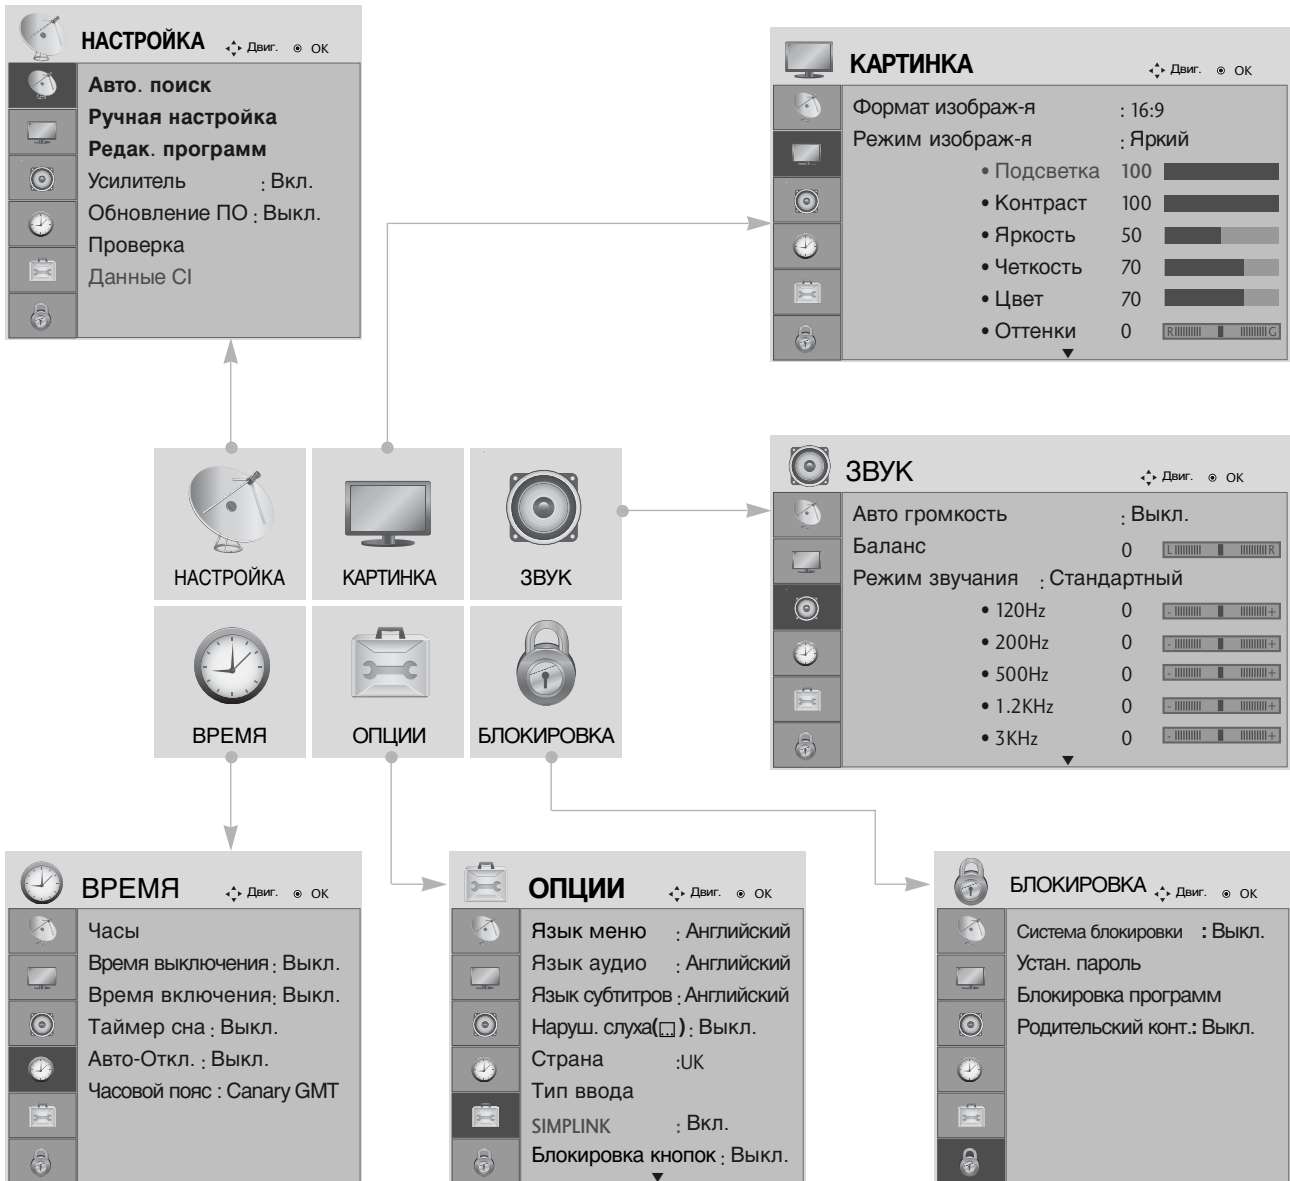 НАСТРОЙКА Двиг. OK
Авто. поиск
Ручная настройка
Редак. программ
Усилитель : Вкл.
Обновление ПО : Выкл.
Проверка
Данные CI
КАРТИНКА Двиг. OK
Формат изображ-я : 16:9
Режим изображ-я : Яркий
• Подсветка 100
• Контраст 100
• Яркость 50
• Четкость 70
• Цвет 70
• Оттенки 0 R G
НАСТРОЙКА КАРТИНКА ЗВУК
ВРЕМЯ ОПЦИИ БЛОКИРОВКА
ЗВУК Двиг. OK
Авто громкость : Выкл.
Баланс 0 L R
Режим звучания : Стандартный
• 120Hz 0 - +
• 200Hz 0 - +
• 500Hz 0 - +
• 1.2KHz 0 - +
• 3KHz 0 - +
ВРЕМЯ Двиг. OK
Часы
Время выключения : Выкл.
Время включения : Выкл.
Таймер сна : Выкл.
Авто-Откл. : Выкл.
Часовой пояс : Canary GMT
ОПЦИИ Двиг. OK
Язык меню : Английский
Язык аудио : Английский
Язык субтитров : Английский
Наруш. слуха( ) : Выкл.
Страна :UK
Тип ввода
SIMPLINK : Вкл.
Блокировка кнопок : Выкл.
БЛОКИРОВКА Двиг. OK
Система блокировки : Выкл.
Устан. пароль
Блокировка программ
Родительский конт.: Выкл.